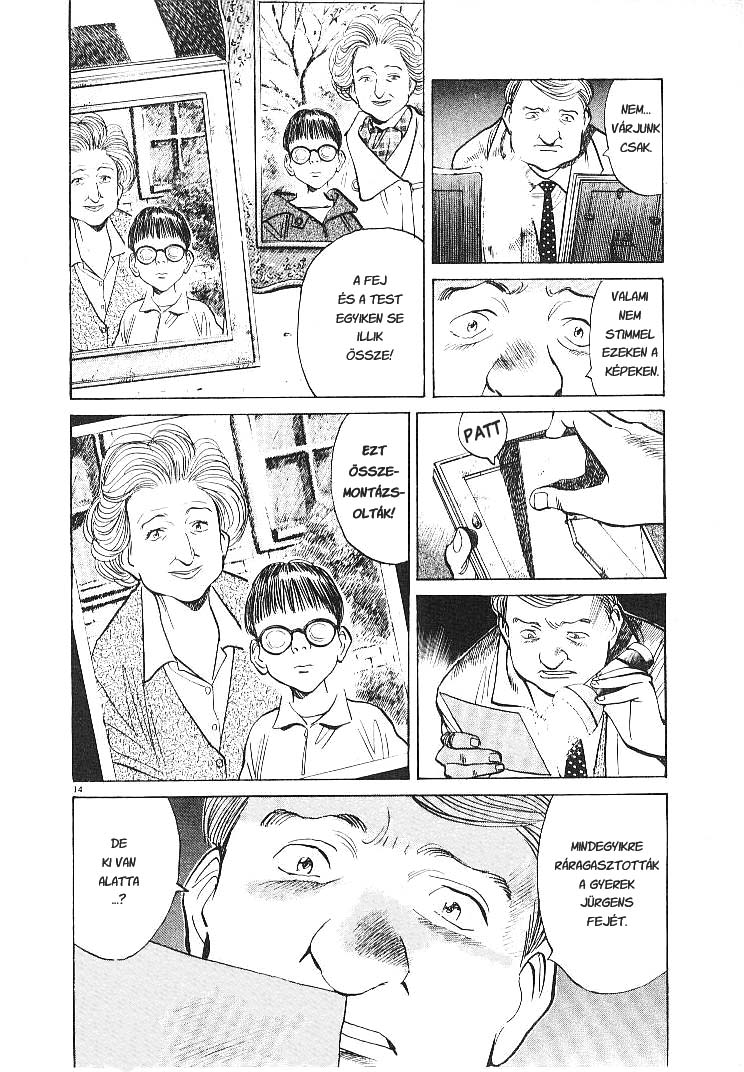 NEM...
VÁRJUNK
CSAK.
VALAMI
NEM
STIMMEL
EZEKEN A
KÉPEKEN.
A FEJ
ÉS A TEST
EGYIKEN SE
ILLIK
ÖSSZE!
PATT
EZT
ÖSSZE-
MONTÁZS-
OLTÁK!
14
MINDEGYIKRE
RÁRAGASZTOTTÁK
A GYEREK
JÜRGENS
FEJÉT.
DE
KI VAN
ALATTA
...?